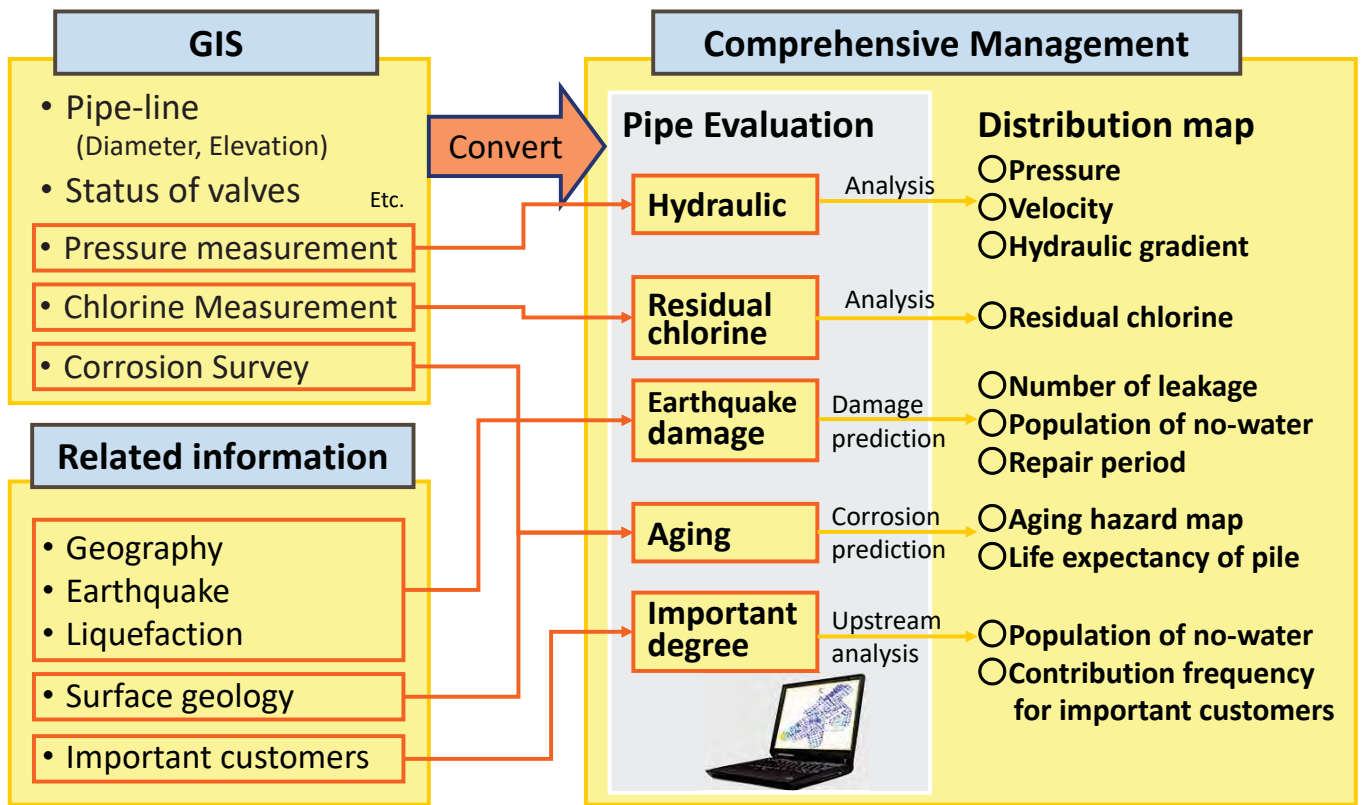 GIS
• Pipe-line
(Diameter, Elevation)
• Status of valves
Etc.
• Pressure measurement
• Chlorine Measurement
• Corrosion Survey
Related information
• Geography
• Earthquake
• Liquefaction
• Surface geology
• Important customers
Convert
Comprehensive Management
Pipe Evaluation
Hydraulic
Residual
chlorine
Earthquake
damage
Aging
Important
degree
Analysis
Analysis
Damage
prediction
Corrosion
prediction
Upstream
analysis
Distribution map
○Pressure
○Velocity
○Hydraulic gradient
○Residual chlorine
○Number of leakage
○Population of no-water
○Repair period
○Aging hazard map
○Life expectancy of pile
○Population of no-water
○Contribution frequency
for important customers